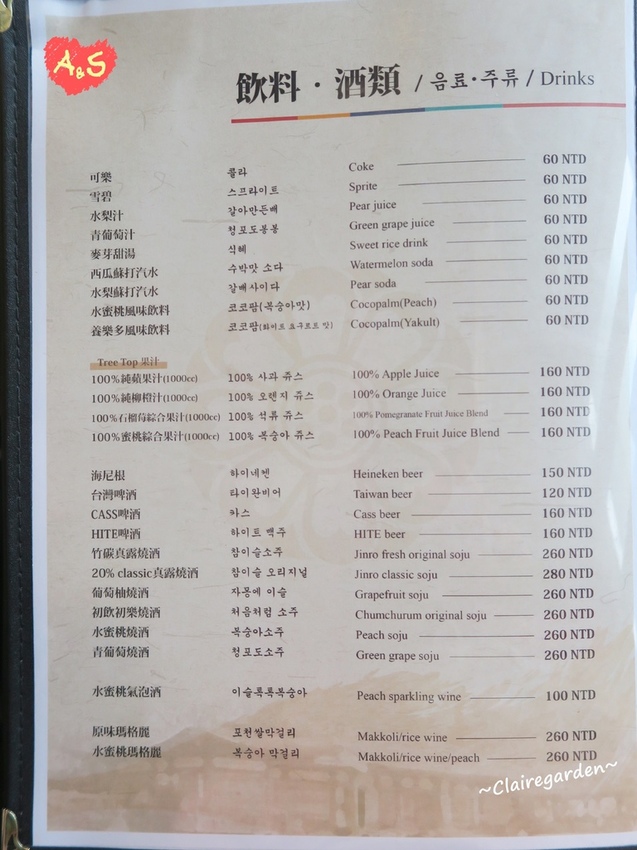 A&S
飲料·酒類 / 음료·주류 / Drinks
可樂 콜라 Coke 60 NTD
雪碧 스프라이트 Sprite 60 NTD
水梨汁 갈아만든배 Pear juice 60 NTD
青葡萄汁 청포도봉봉 Green grape juice 60 NTD
麥芽甜湯 식혜 Sweet rice drink 60 NTD
西瓜蘇打汽水 수박맛 소다 Watermelon soda 60 NTD
水梨蘇打汽水 갈배사이다 Pear soda 60 NTD
水蜜桃風味飲料 코코팜(복숭아맛) Cocopalm(Peach) 60 NTD
養樂多風味飲料 코코팜(화이트 요구르트 맛) Cocopalm(Yakult) 60 NTD
Tree Top 果汁
100%純蘋果汁(1000cc) 100% 사과 쥬스 100% Apple Juice 160 NTD
100%純柳橙汁(1000cc) 100% 오렌지 쥬스 100% Orange Juice 160 NTD
100%石榴莓綜合果汁(1000cc) 100% 석류 쥬스 100% Pomegranate Fruit Juice Blend 160 NTD
100%蜜桃綜合果汁(1000cc) 100% 복숭아 쥬스 100% Peach Fruit Juice Blend 160 NTD
海尼根 하이네켄 Heineken beer 150 NTD
台灣啤酒 타이완비어 Taiwan beer 120 NTD
CASS啤酒 카스 Cass beer 160 NTD
HITE啤酒 하이트 맥주 HITE beer 160 NTD
竹碳真露燒酒 참이슬소주 Jinro fresh original soju 260 NTD
20% classic真露燒酒 참이슬 오리지널 Jinro classic soju 280 NTD
葡萄柚燒酒 자몽에 이슬 Grapefruit soju 260 NTD
初飲初樂燒酒 처음처럼 소주 Chumchurum original soju 260 NTD
水蜜桃燒酒 복숭아소주 Peach soju 260 NTD
青葡萄燒酒 청포도소주 Green grape soju 260 NTD
水蜜桃氣泡酒 이슬톡톡복숭아 Peach sparkling wine 100 NTD
原味瑪格麗 포천쌀막걸리 Makkoli/rice wine 260 NTD
水蜜桃瑪格麗 복숭아 막걸리 Makkoli/rice wine/peach 260 NTD
~Clairegarden~